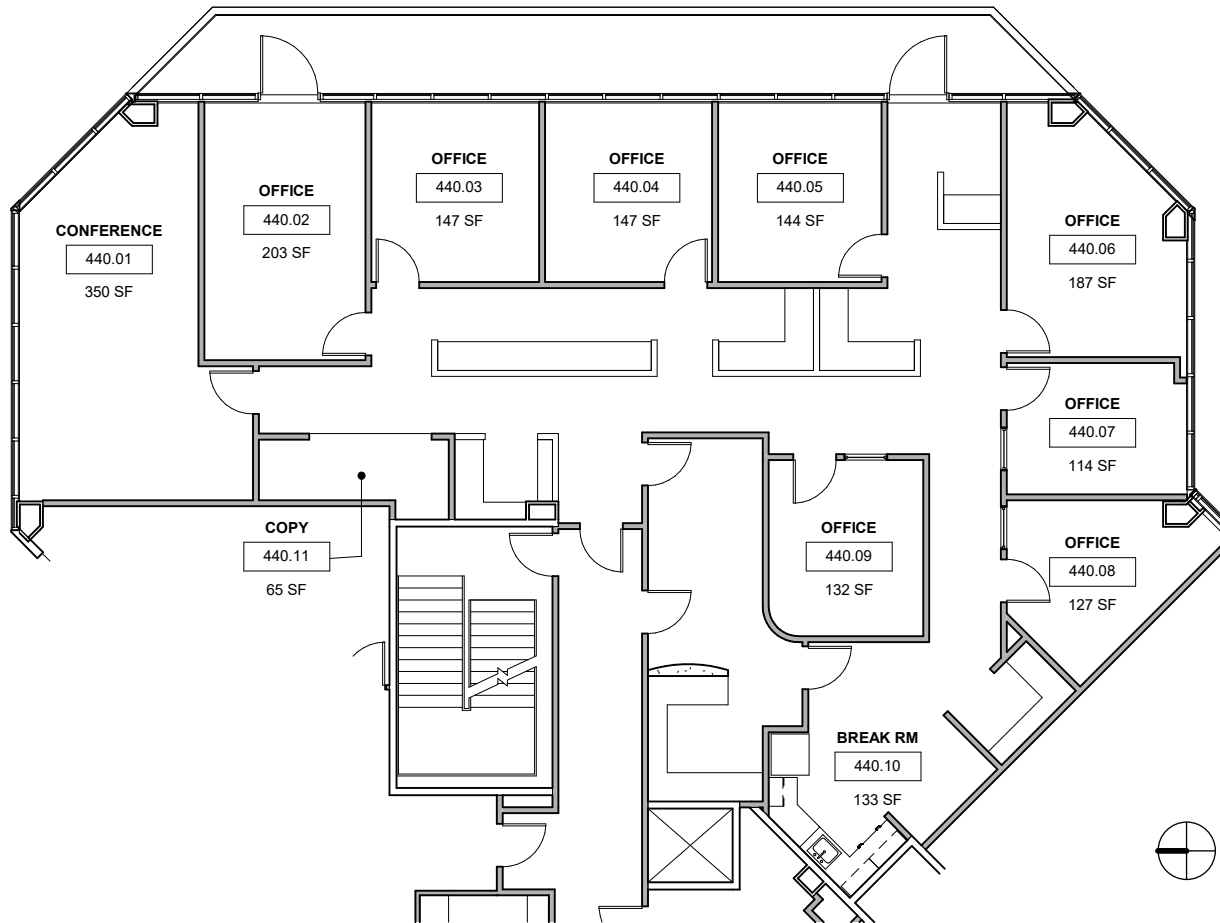 CONFERENCE
440.01
350 SF
OFFICE
440.02
203 SF
OFFICE
440.03
147 SF
OFFICE
440.04
147 SF
OFFICE
440.05
144 SF
OFFICE
440.06
187 SF
OFFICE
440.07
114 SF
OFFICE
440.08
127 SF
OFFICE
440.09
132 SF
BREAK RM
440.10
133 SF
COPY
440.11
65 SF